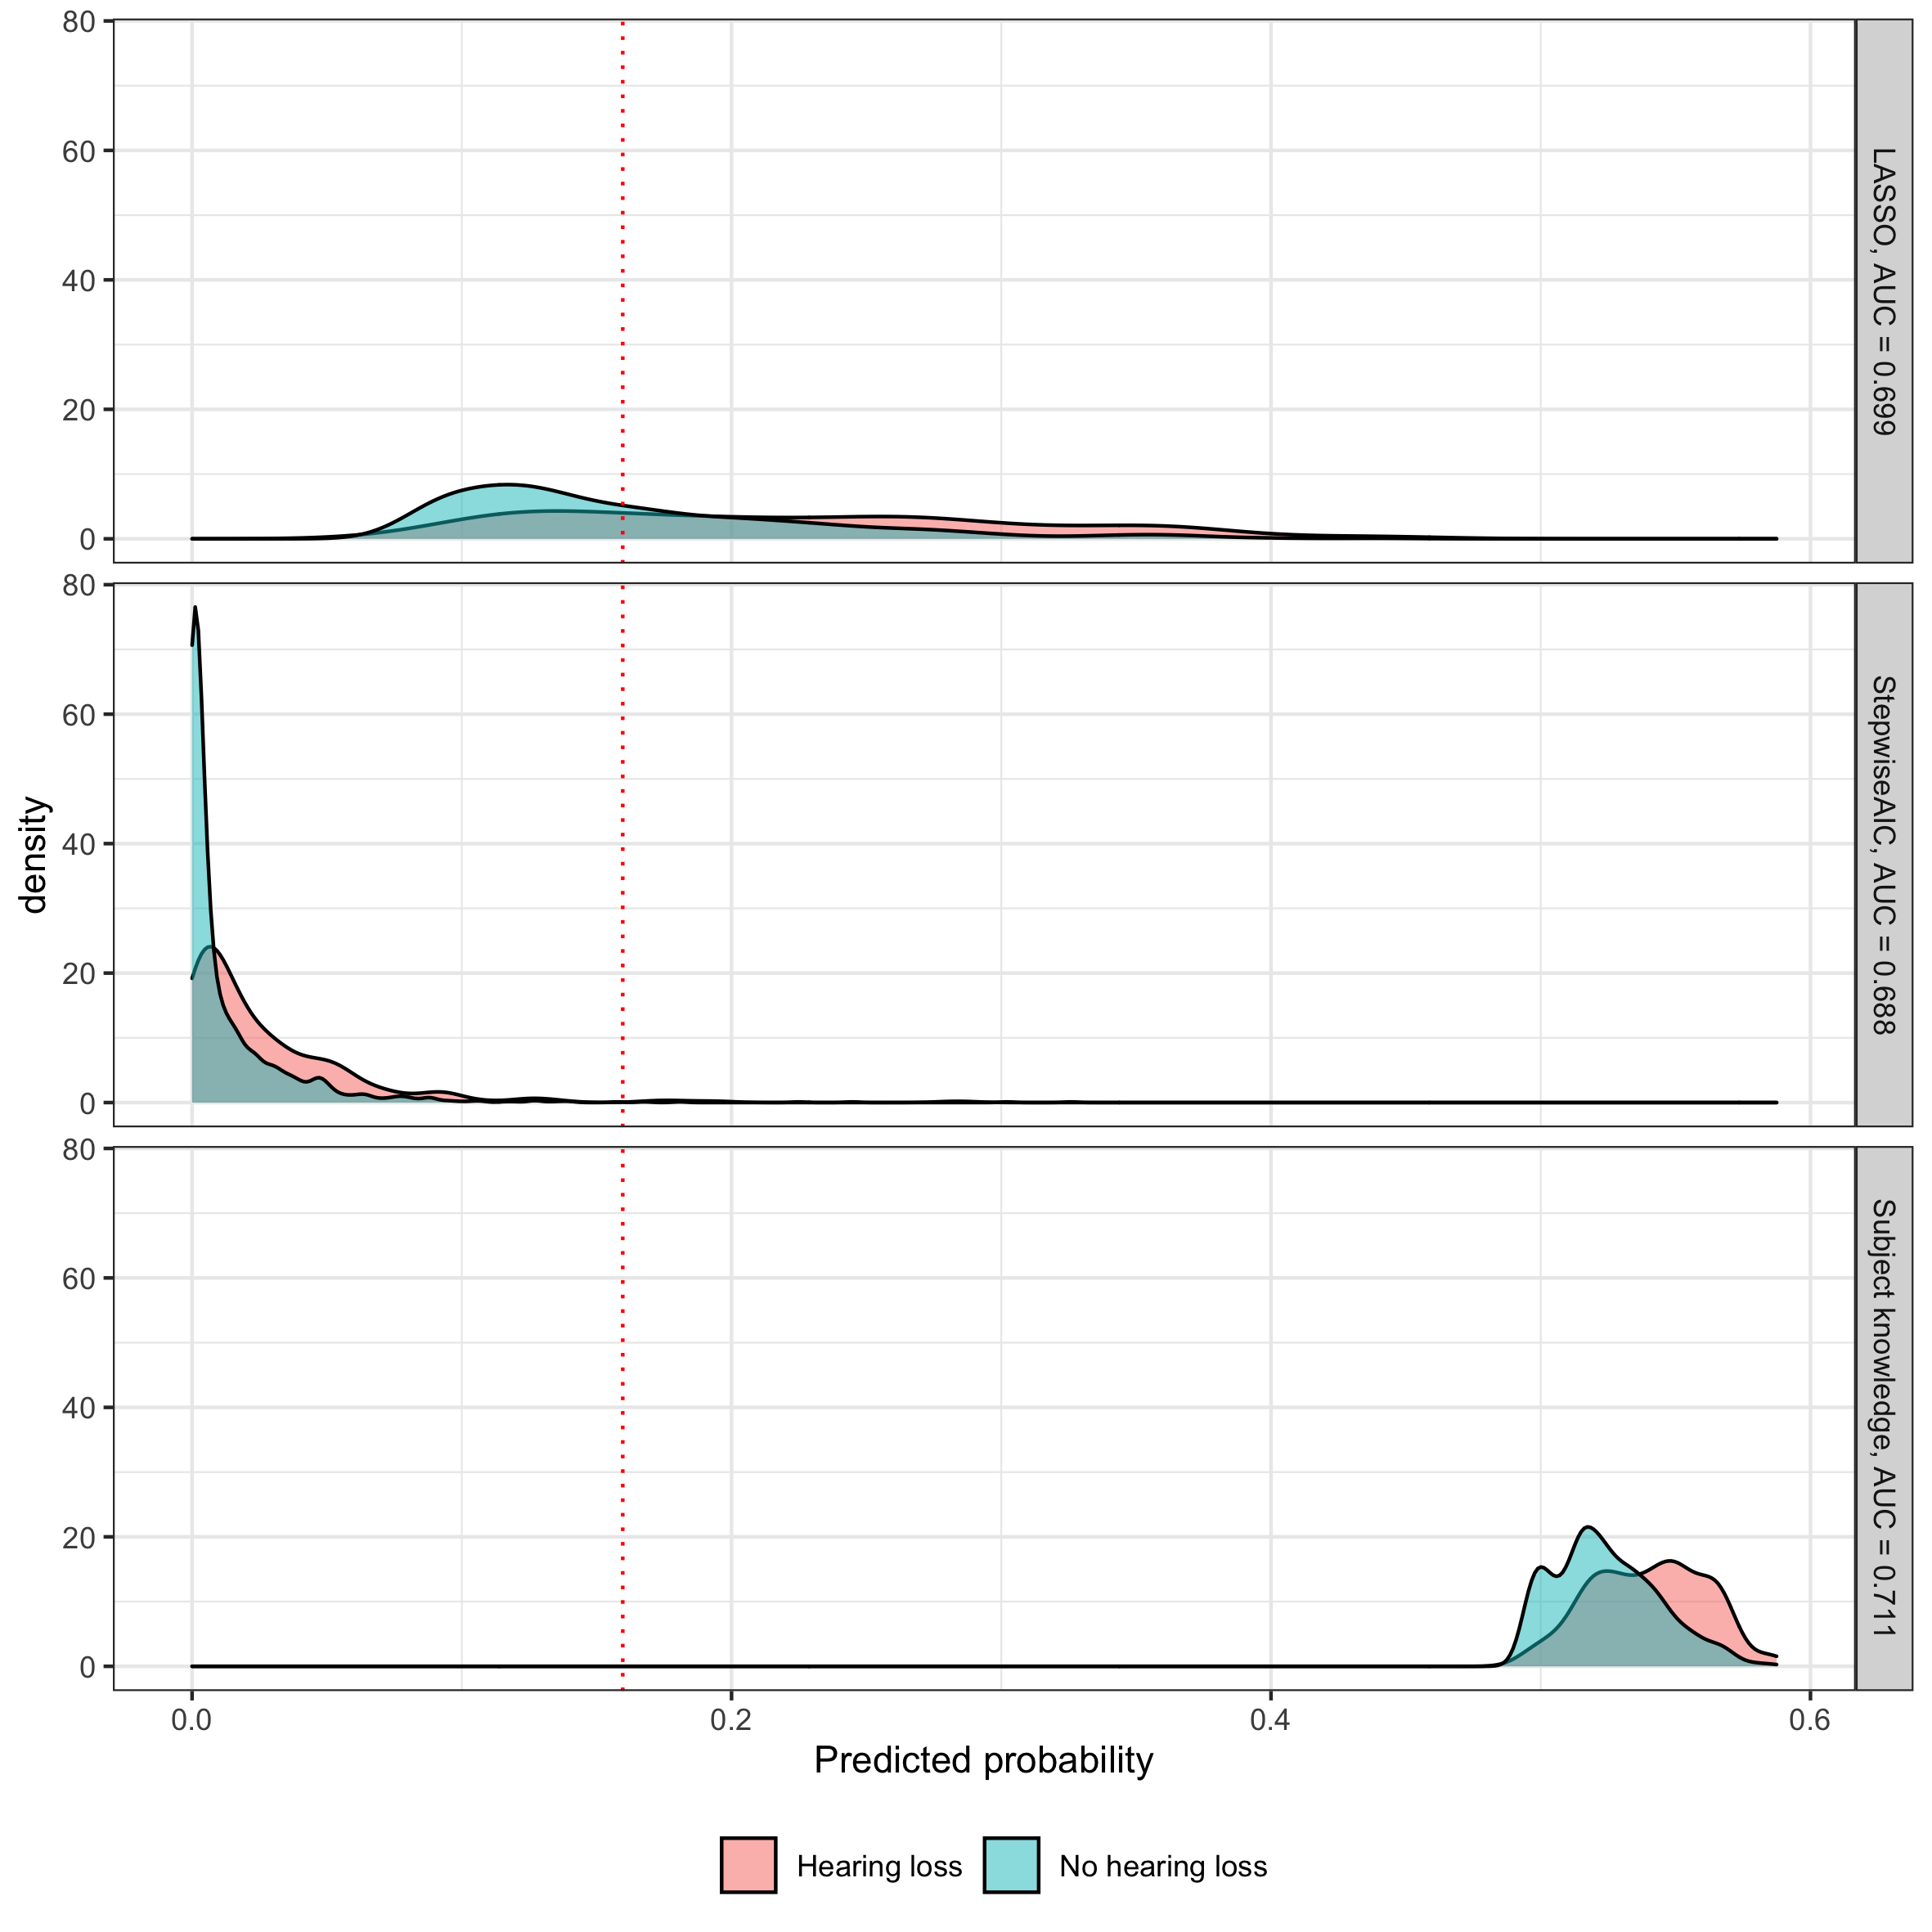 density
80
60
40
20
0
LASSO, AUC = 0.699
80
60
40
20
0
StepwiseAIC, AUC = 0.688
80
60
40
20
0
Subject knowledge, AUC = 0.711
0.0 0.2 0.4 0.6
Predicted probability
Hearing loss No hearing loss